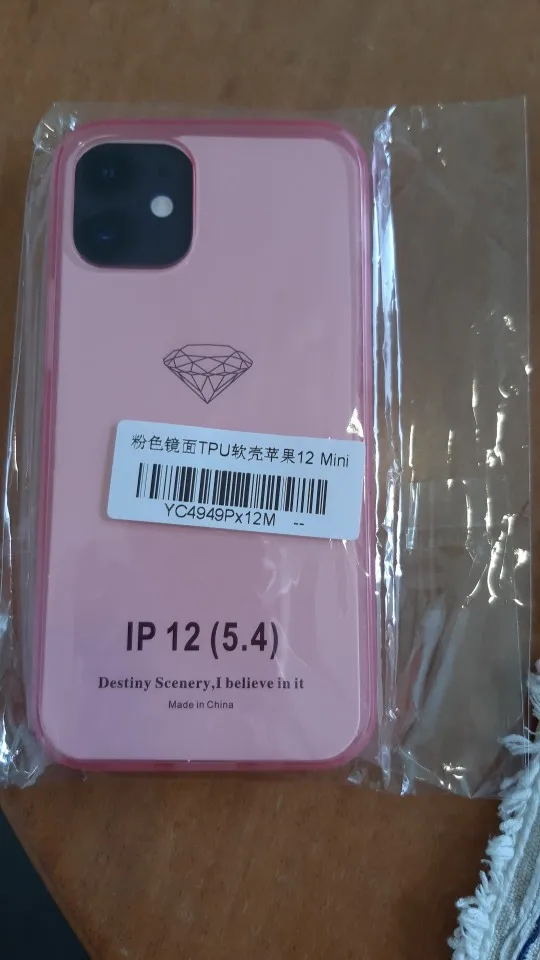 粉色镜面TPU软壳苹果12 Mini
YC4949Px12M --
IP 12 (5.4)
Destiny Scenery,I believe in it
Made in China